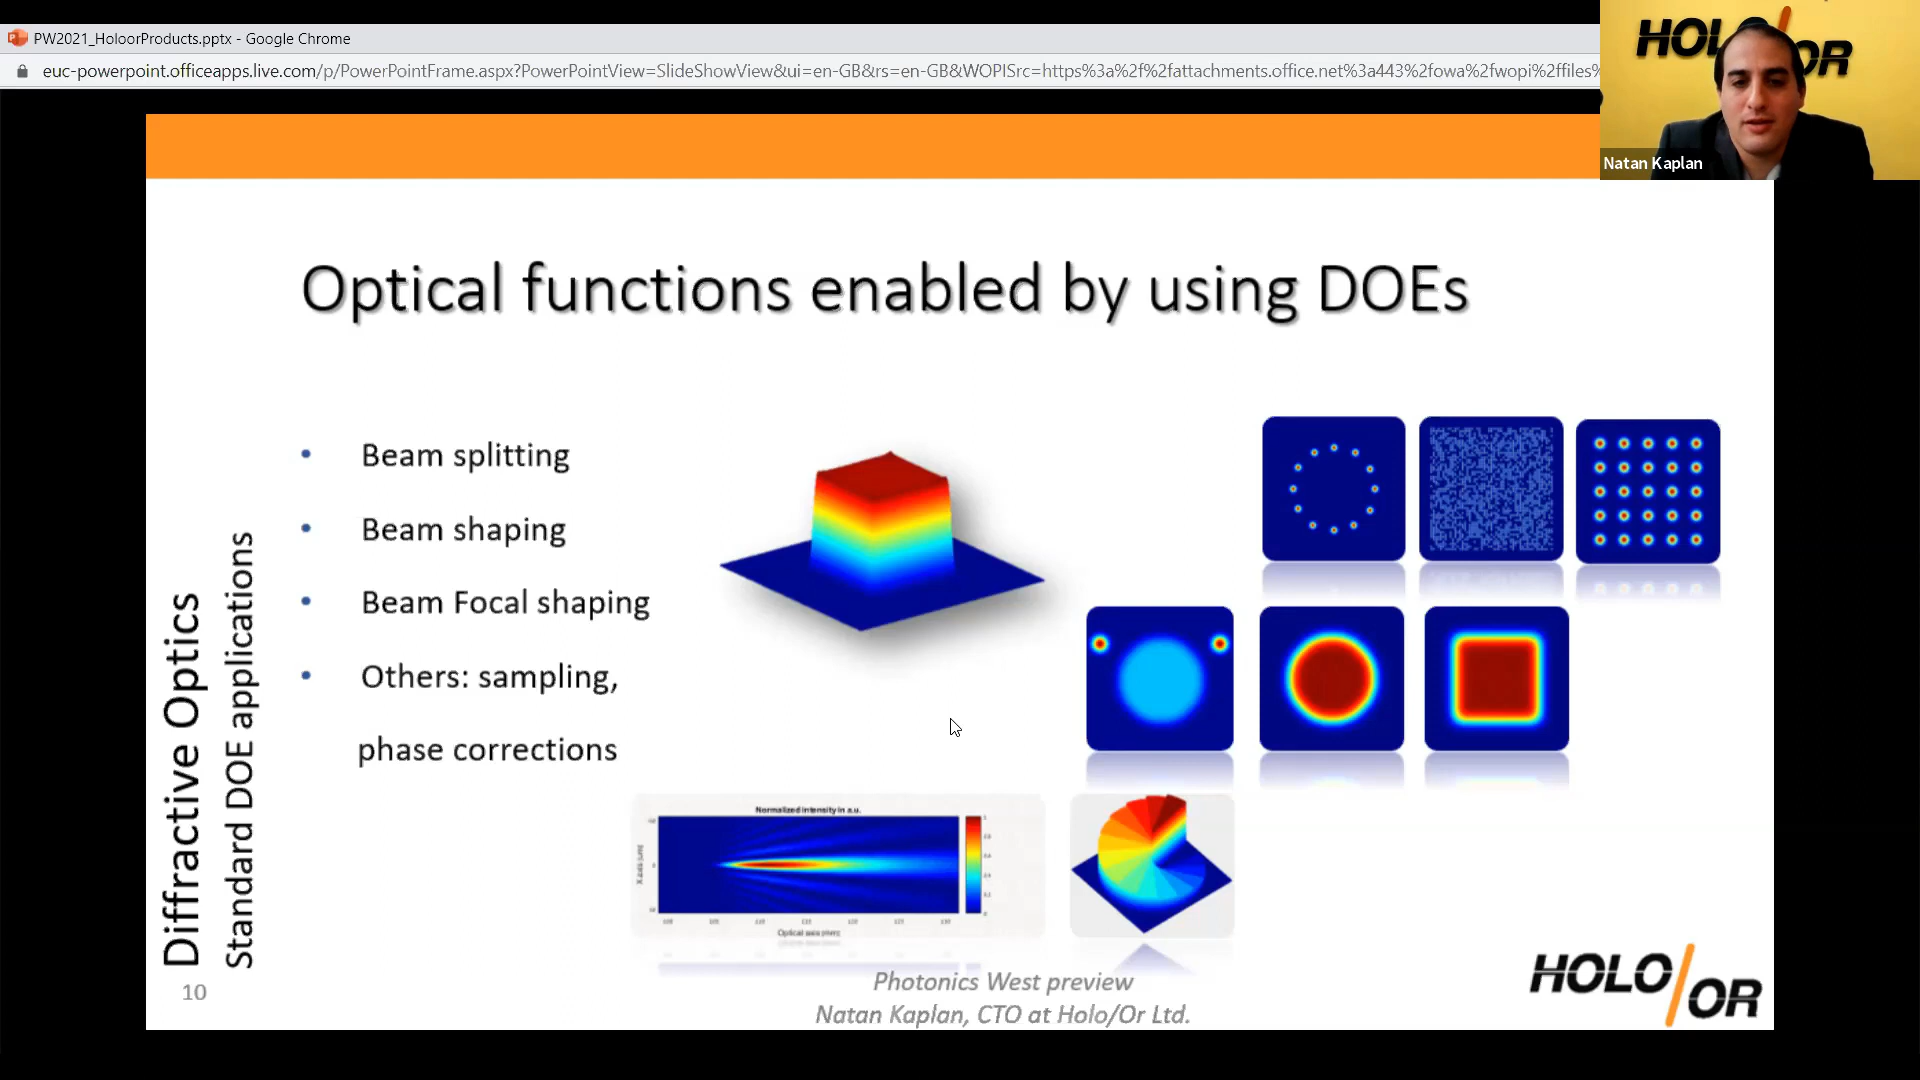 PW2021_HoloorProducts.pptx - Google Chrome
euc-powerpoint.officeapps.live.com/p/PowerPointFrame.aspx?PowerPointView=SlideShowView&ui=en-GB&rs=en-GB&WOPISrc=https%3a%2f%2fattachments.office.net%3a443%2fowa%2fwopi%2ffiles%
HOLO/OR
Natan Kaplan
Optical functions enabled by using DOEs
• Beam splitting
• Beam shaping
• Beam Focal shaping
• Others: sampling,
phase corrections
Diffractive Optics
Standard DOE applications
Normalized intensity in a.u.
Optical axis (mm)
10
Photonics West preview
Natan Kaplan, CTO at Holo/Or Ltd.
HOLO/OR